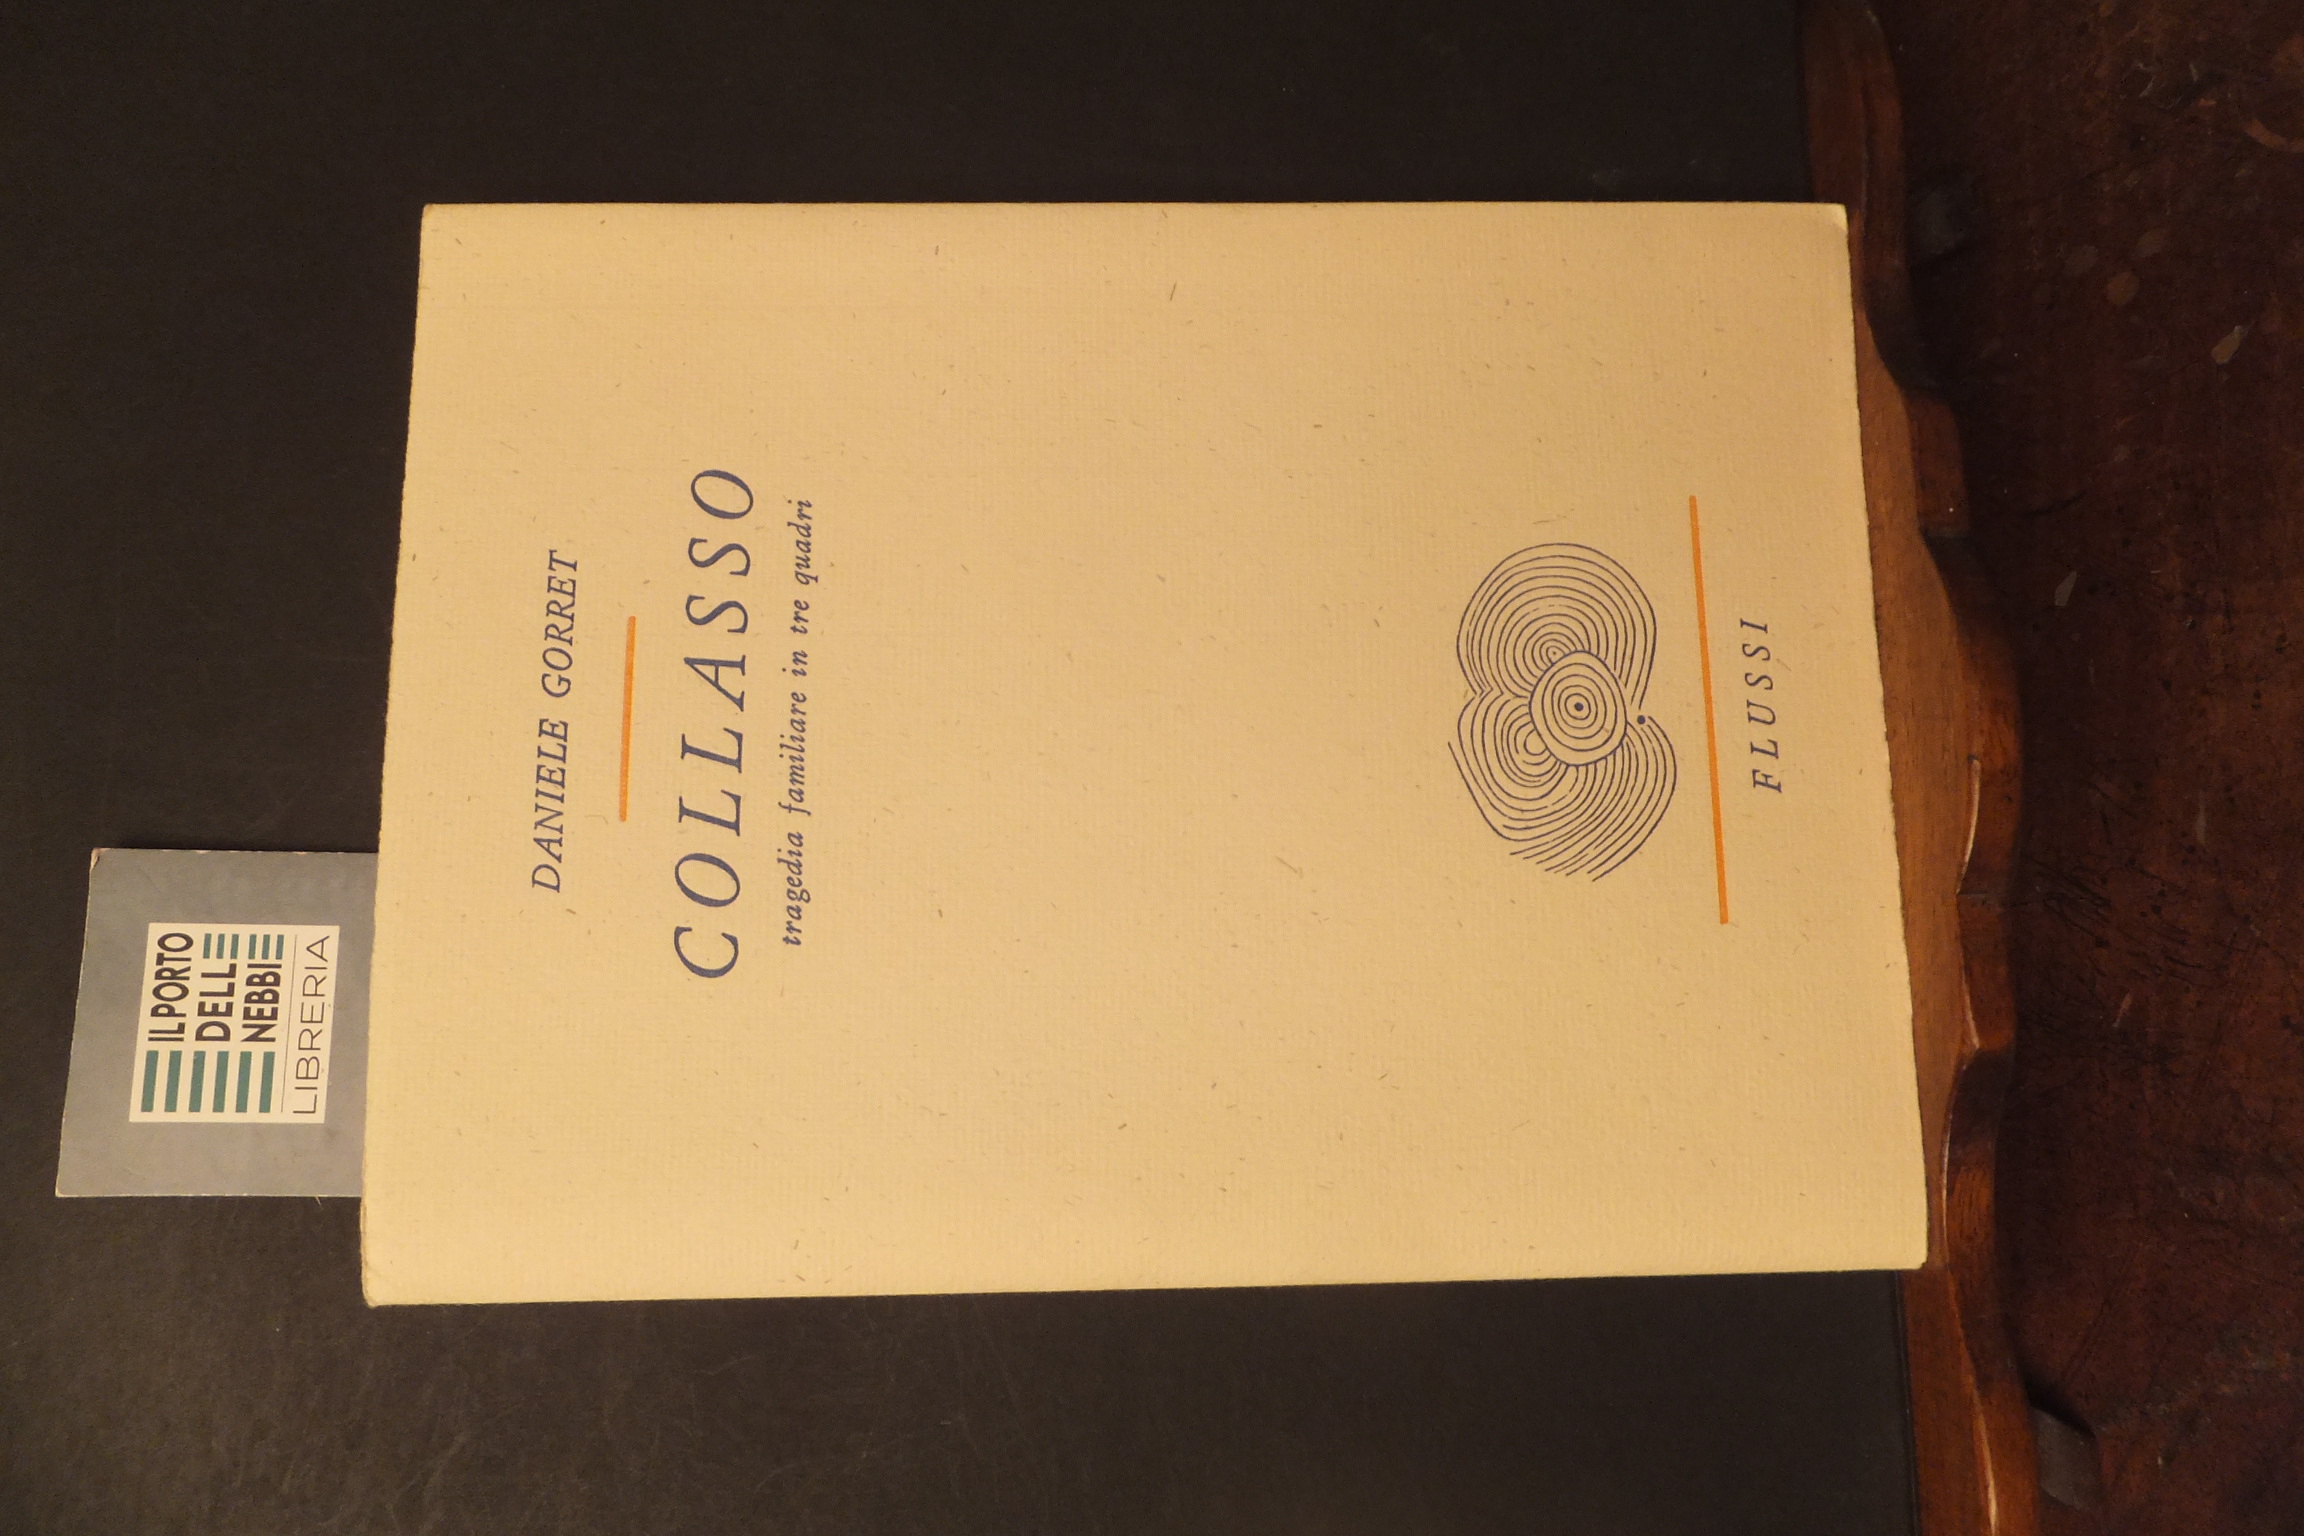 IL PORTO
DELLE
NEBBIE
LIBRERIA
DANIELE GORRET
COLLASSO
tragedia familiare in tre quadri
FLUSSI